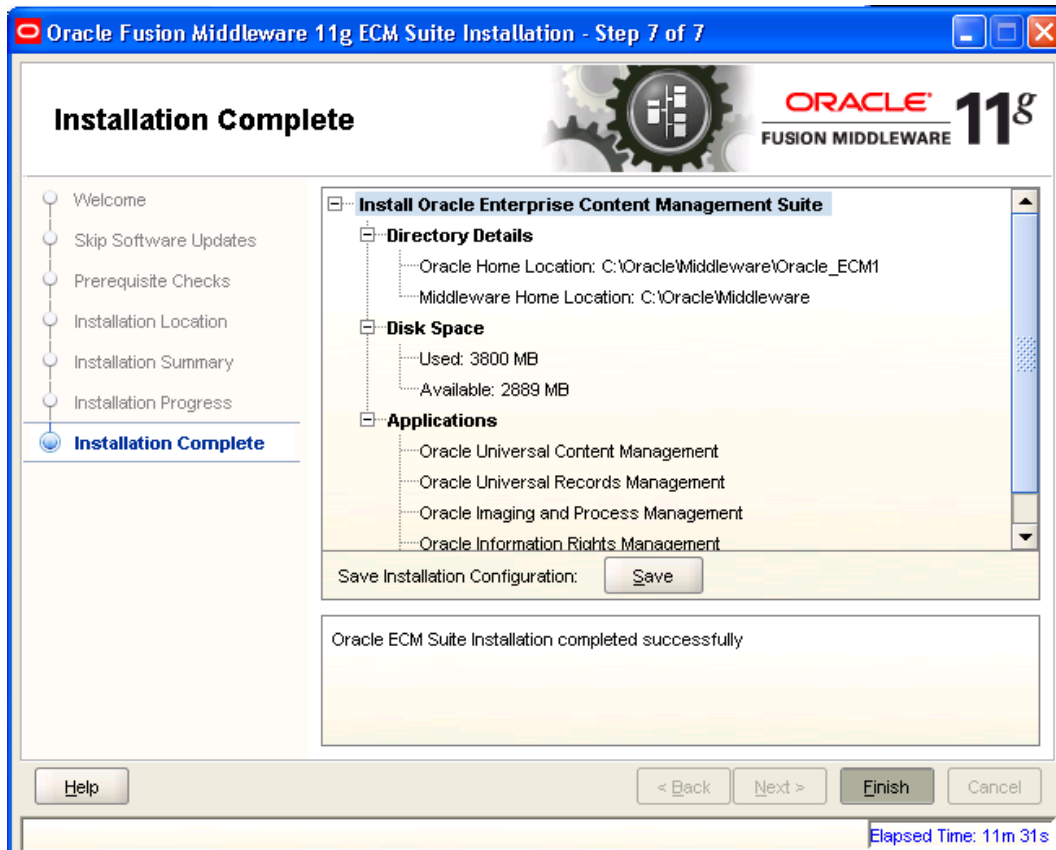 Oracle Fusion Middleware 11g ECM Suite Installation - Step 7 of 7
Installation Complete
ORACLE
FUSION MIDDLEWARE
11g
Welcome
Skip Software Updates
Prerequisite Checks
Installation Location
Installation Summary
Installation Progress
Installation Complete
Install Oracle Enterprise Content Management Suite
Directory Details
Oracle Home Location: C:\Oracle\Middleware\Oracle_ECM1
Middleware Home Location: C:\Oracle\Middleware
Disk Space
Used: 3800 MB
Available: 2889 MB
Applications
Oracle Universal Content Management
Oracle Universal Records Management
Oracle Imaging and Process Management
Oracle Information Rights Management
Save Installation Configuration: Save
Oracle ECM Suite Installation completed successfully
Help < Back Next > Finish Cancel
Elapsed Time: 11m 31s